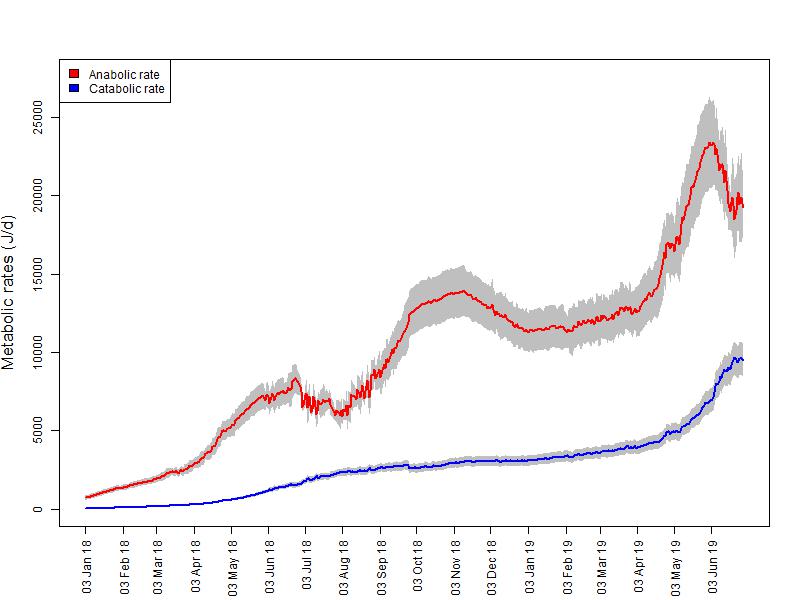 Anabolic rate
Catabolic rate
Metabolic rates (J/d)
25000
20000
15000
10000
5000
0
03 Jan 18
03 Feb 18
03 Mar 18
03 Apr 18
03 May 18
03 Jun 18
03 Jul 18
03 Aug 18
03 Sep 18
03 Oct 18
03 Nov 18
03 Dec 18
03 Jan 19
03 Feb 19
03 Mar 19
03 Apr 19
03 May 19
03 Jun 19